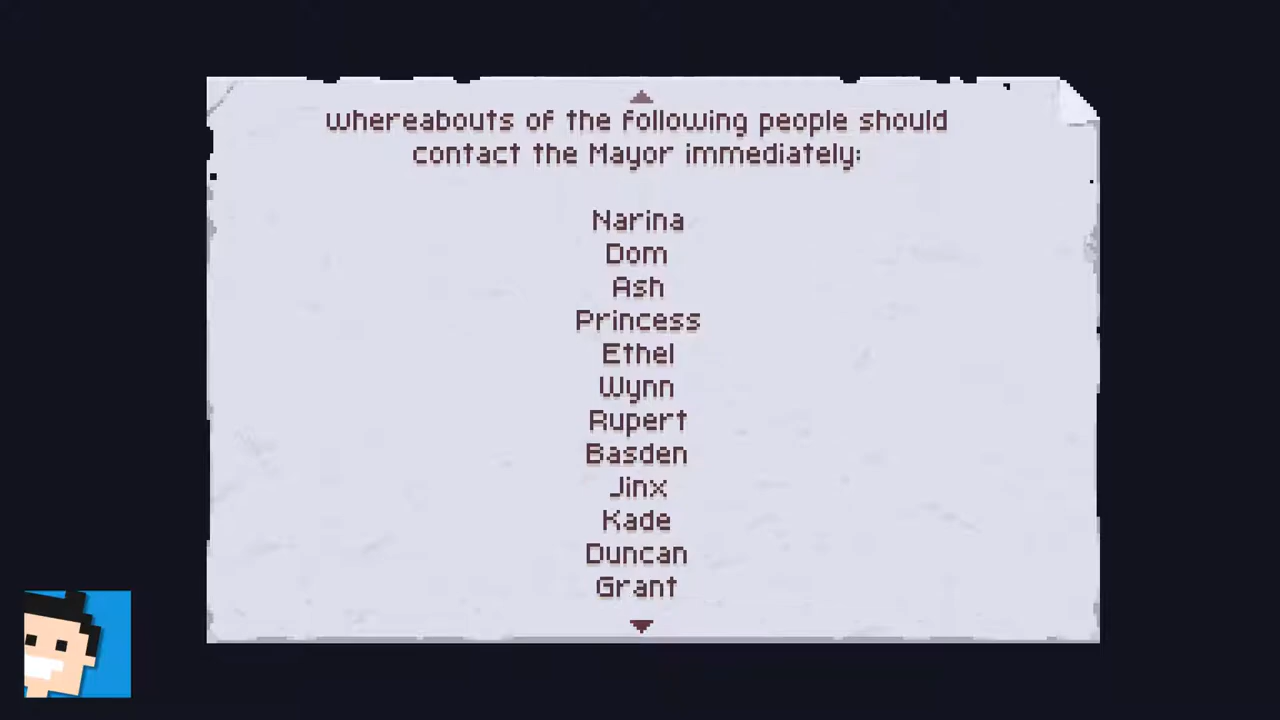 whereabouts of the following people should
contact the Mayor immediately:
Narina
Dom
Ash
Princess
Ethel
Wynn
Rupert
Basden
Jinx
Kade
Duncan
Grant